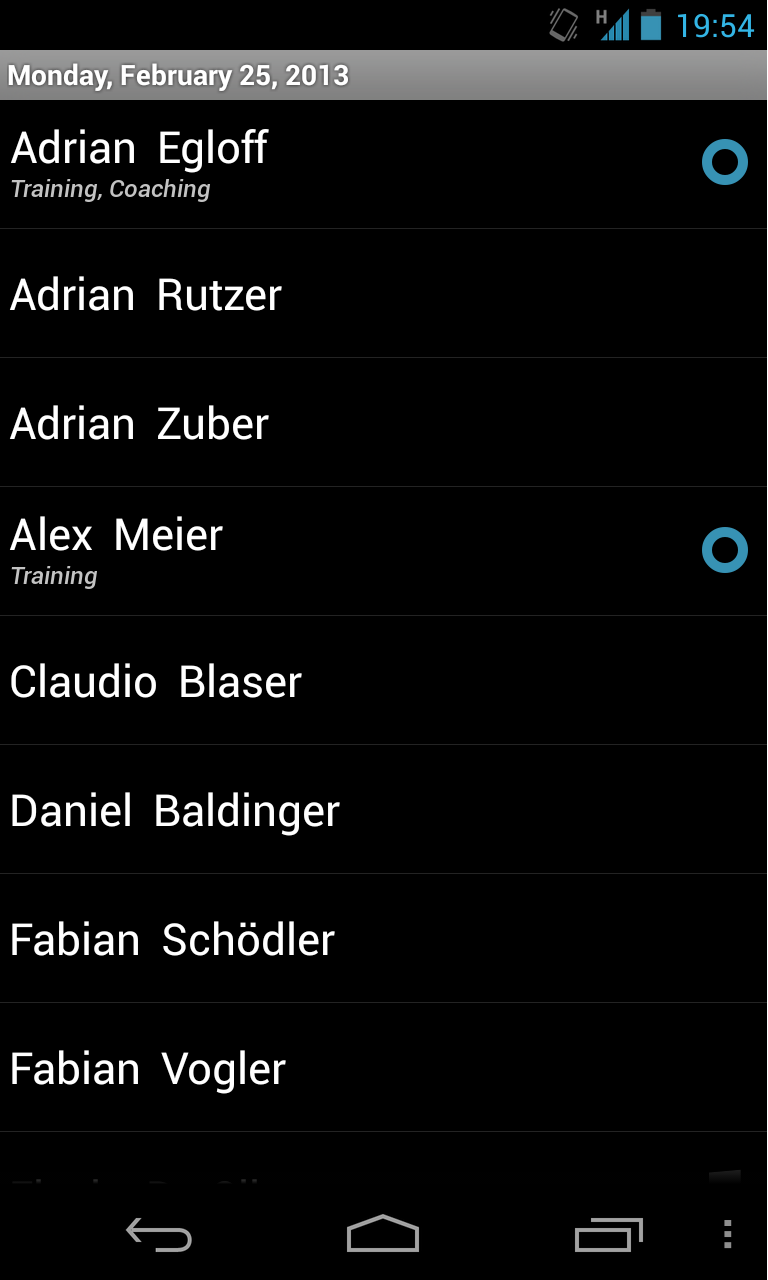 H 19:54
Monday, February 25, 2013
Adrian Egloff
Training, Coaching
Adrian Rutzer
Adrian Zuber
Alex Meier
Training
Claudio Blaser
Daniel Baldinger
Fabian Schödler
Fabian Vogler